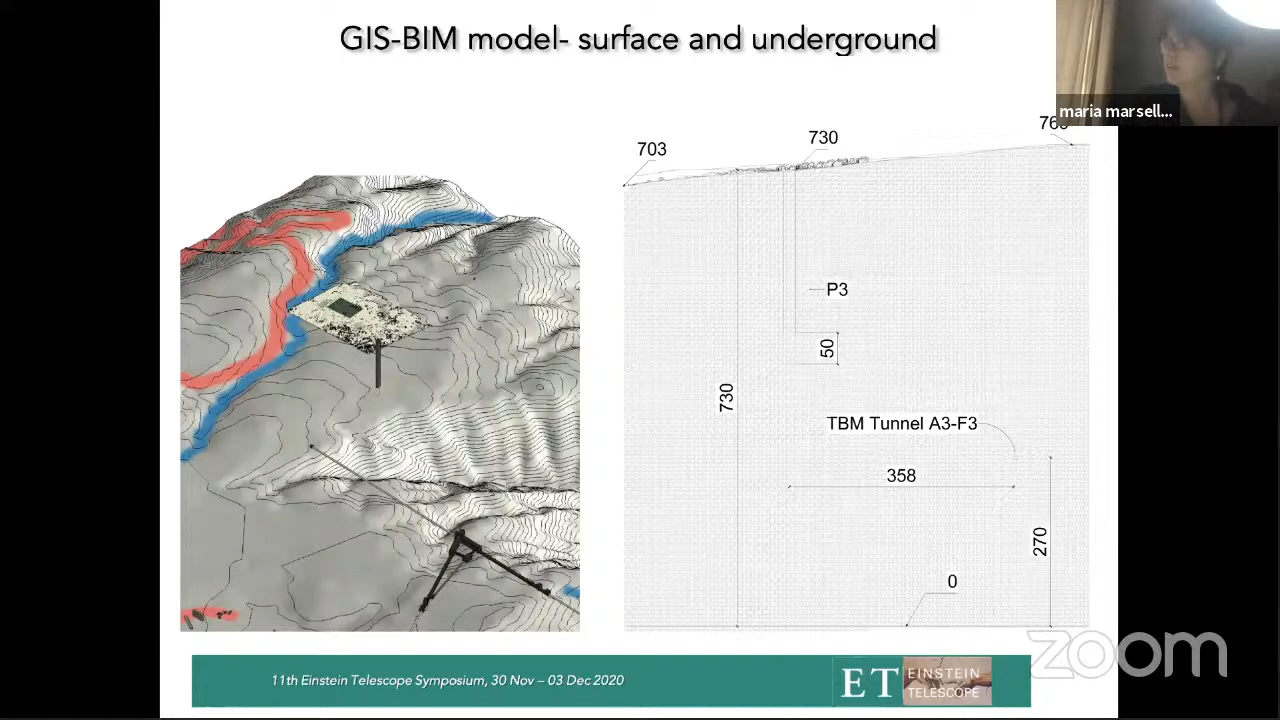 GIS-BIM model- surface and underground
maria marsell...
703
730
P3
50
730
TBM Tunnel A3-F3
358
270
0
zoom
11th Einstein Telescope Symposium, 30 Nov – 03 Dec 2020
ET EINSTEIN
TELESCOPE